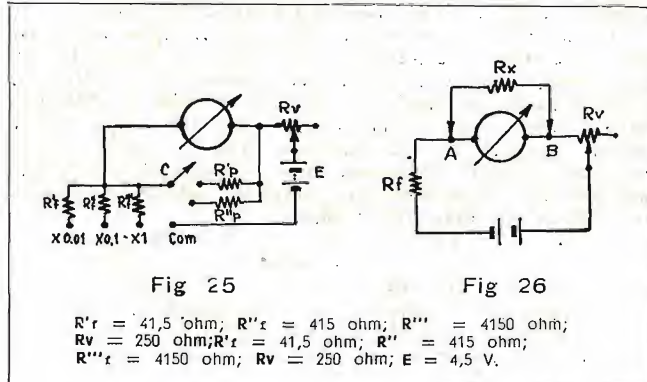 Rv
E
C
R'P
R''P
R'f
R''f
X 0.01 X0,1 - X1 Com
Rx
Rv
A
B
Rf
Fig 25
Fig 26
R'f = 41,5 ohm; R''f = 415 ohm; R''' = 4150 ohm;
Rv = 250 ohm;R'f = 41,5 ohm; R'' = 415 ohm;
R'''f = 4150 ohm; Rv = 250 ohm; E = 4,5 V.